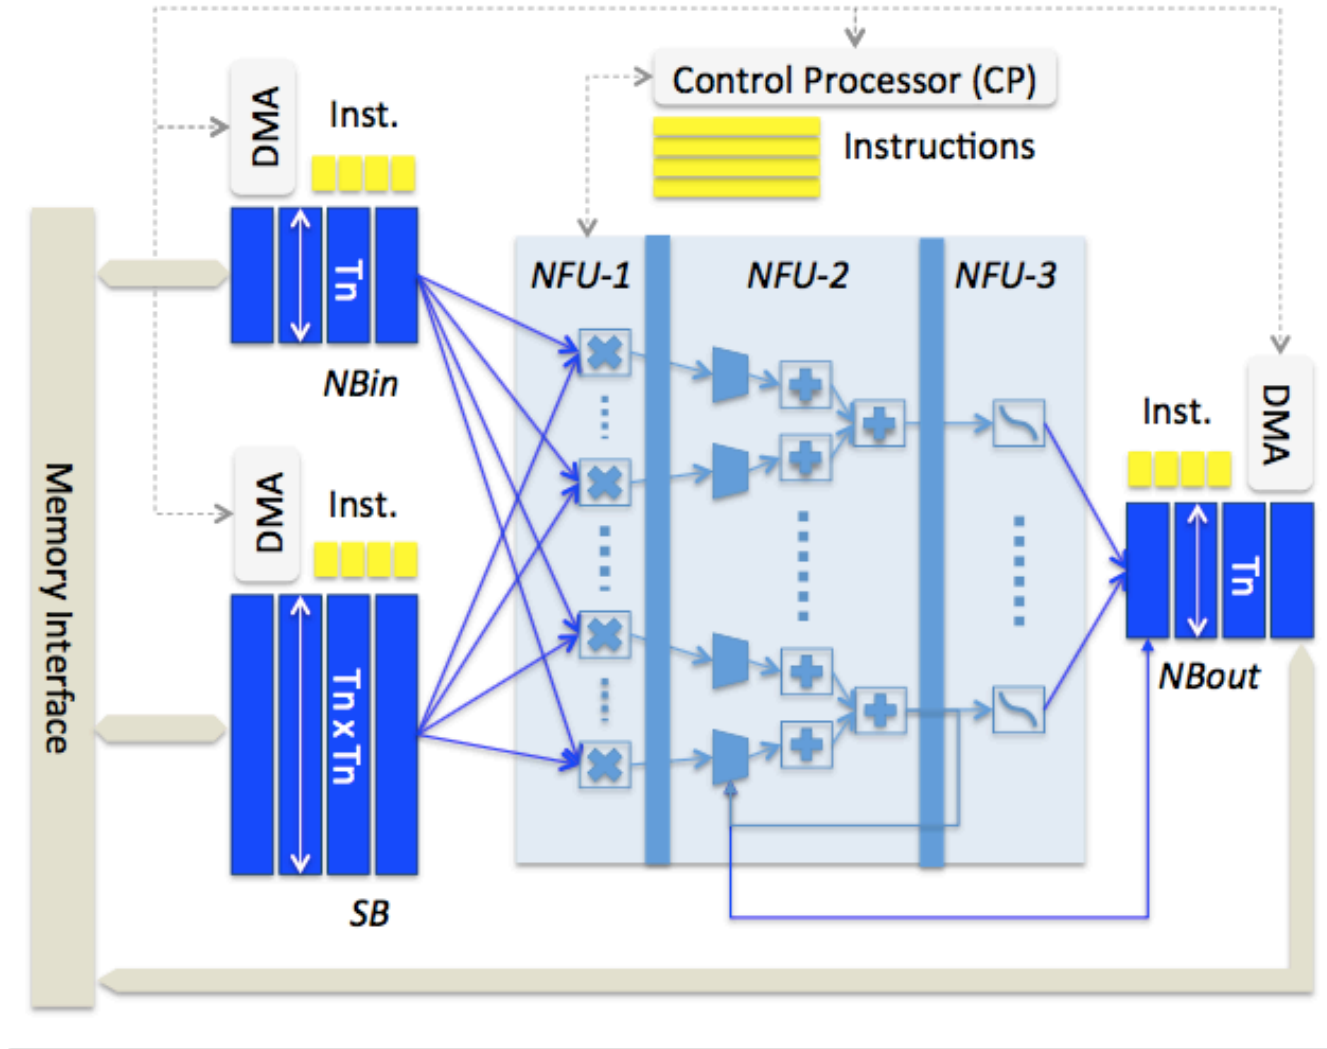 Control Processor (CP)
Instructions
DMA
Inst.
Tn
NBin
NFU-1
NFU-2
NFU-3
DMA
Inst.
Tn x Tn
SB
Memory Interface
Inst.
DMA
Tn
NBout